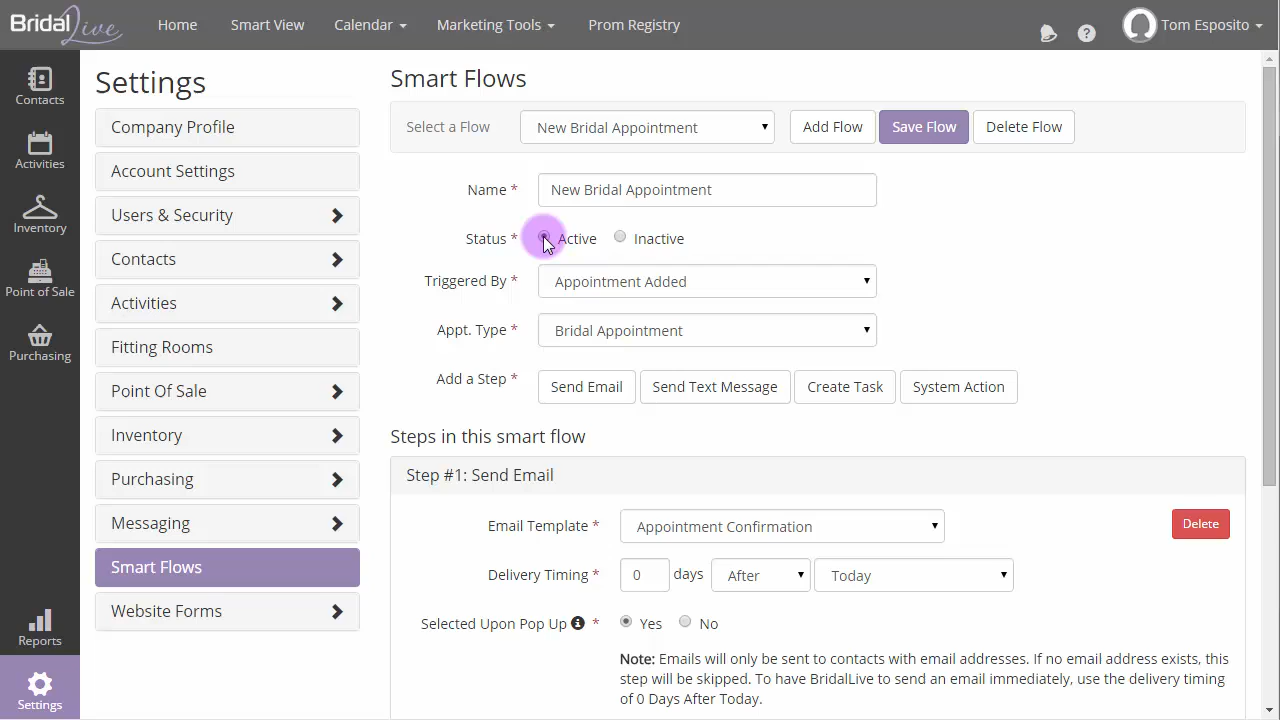 Bridal Live Home Smart View Calendar Marketing Tools Prom Registry ? Tom Esposito
Contacts
Activities
Inventory
Point of Sale
Purchasing
Reports
Settings
Settings
Company Profile
Account Settings
Users & Security
Contacts
Activities
Fitting Rooms
Point Of Sale
Inventory
Purchasing
Messaging
Smart Flows
Website Forms
Smart Flows
Select a Flow New Bridal Appointment Add Flow Save Flow Delete Flow
Name * New Bridal Appointment
Status * Active Inactive
Triggered By * Appointment Added
Appt. Type * Bridal Appointment
Add a Step * Send Email Send Text Message Create Task System Action
Steps in this smart flow
Step #1: Send Email
Email Template * Appointment Confirmation Delete
Delivery Timing * 0 days After Today
Selected Upon Pop Up * Yes No
Note: Emails will only be sent to contacts with email addresses. If no email address exists, this
step will be skipped. To have BridalLive to send an email immediately, use the delivery timing
of 0 Days After Today.